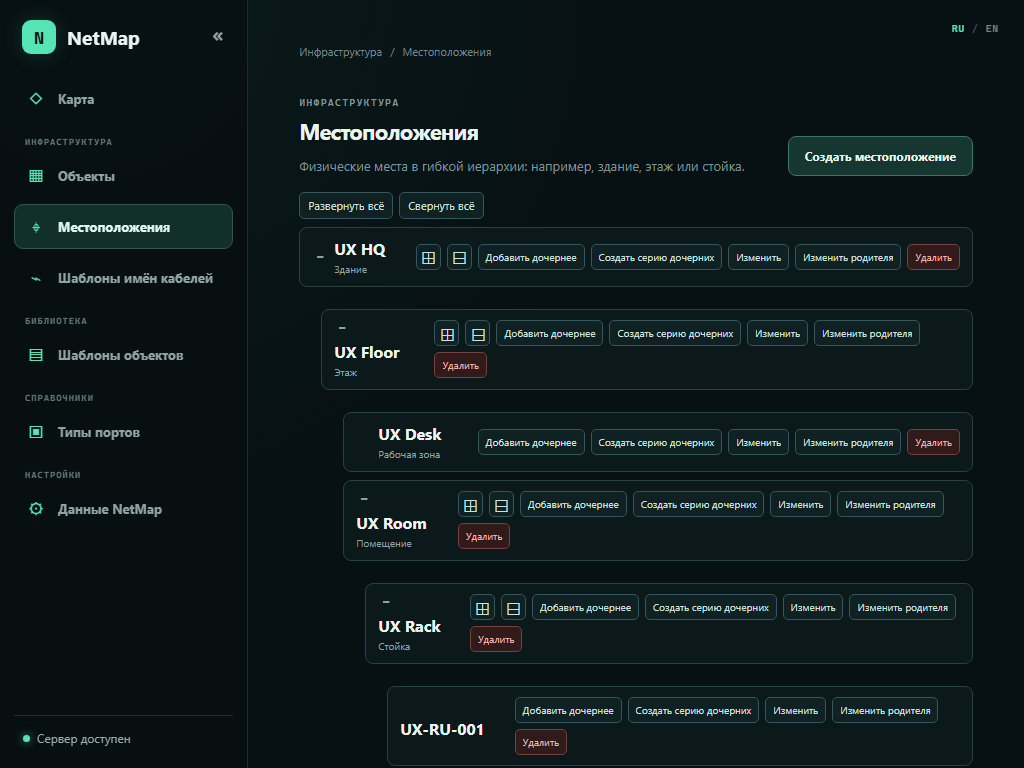 N NetMap «
RU / EN
Инфраструктура / Местоположения
Карта
ИНФРАСТРУКТУРА
Объекты
Местоположения
Шаблоны имён кабелей
БИБЛИОТЕКА
Шаблоны объектов
СПРАВОЧНИКИ
Типы портов
НАСТРОЙКИ
Данные NetMap
Сервер доступен
ИНФРАСТРУКТУРА
Местоположения
Физические места в гибкой иерархии: например, здание, этаж или стойка.
Создать местоположение
Развернуть всё Свернуть всё
– UX HQ
Здание
Добавить дочернее Создать серию дочерних Изменить Изменить родителя Удалить
–
UX Floor
Этаж
Добавить дочернее Создать серию дочерних Изменить Изменить родителя
Удалить
UX Desk
Рабочая зона
Добавить дочернее Создать серию дочерних Изменить Изменить родителя Удалить
–
UX Room
Помещение
Добавить дочернее Создать серию дочерних Изменить Изменить родителя
Удалить
–
UX Rack
Стойка
Добавить дочернее Создать серию дочерних Изменить Изменить родителя
Удалить
UX-RU-001
Добавить дочернее Создать серию дочерних Изменить Изменить родителя
Удалить